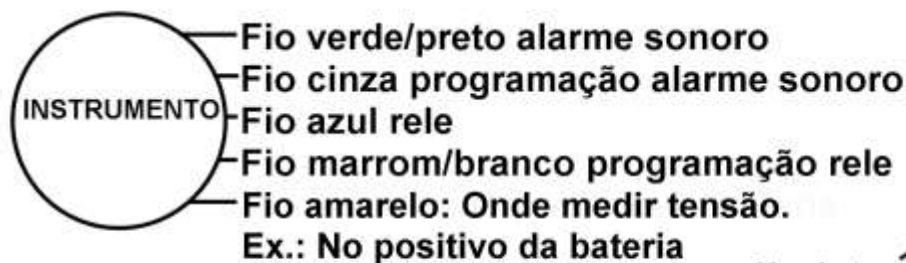 INSTRUMENTO
Fio verde/preto alarme sonoro
Fio cinza programação alarme sonoro
Fio azul rele
Fio marrom/branco programação rele
Fio amarelo: Onde medir tensão.
Ex.: No positivo da bateria